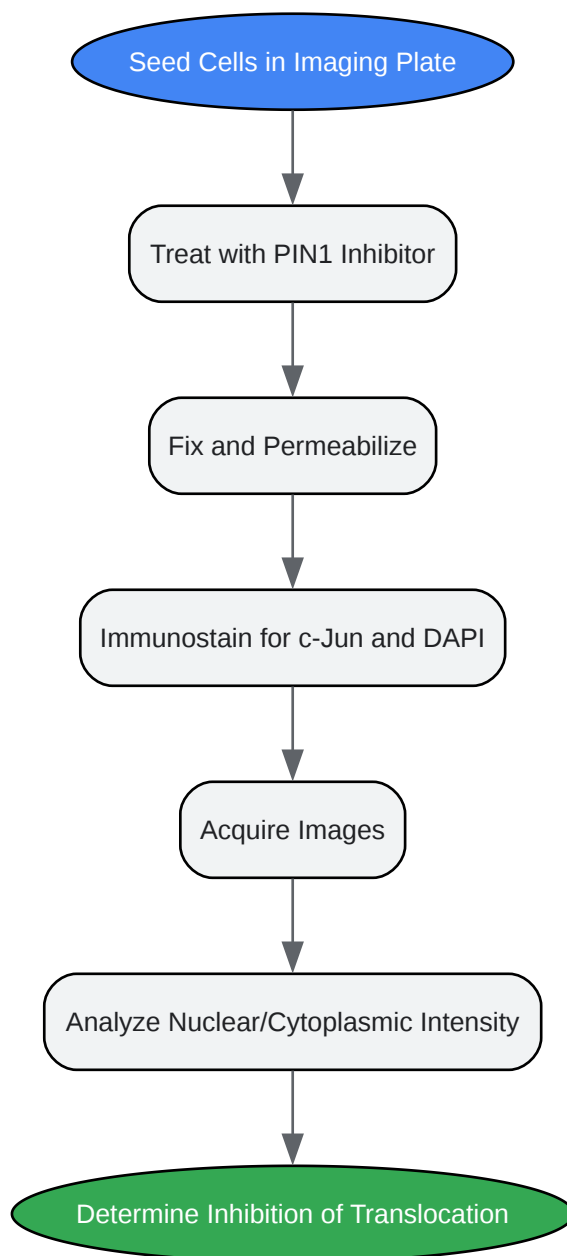 Seed Cells in Imaging Plate
Treat with PIN1 Inhibitor
Fix and Permeabilize
Immunostain for c-Jun and DAPI
Acquire Images
Analyze Nuclear/Cytoplasmic Intensity
Determine Inhibition of Translocation